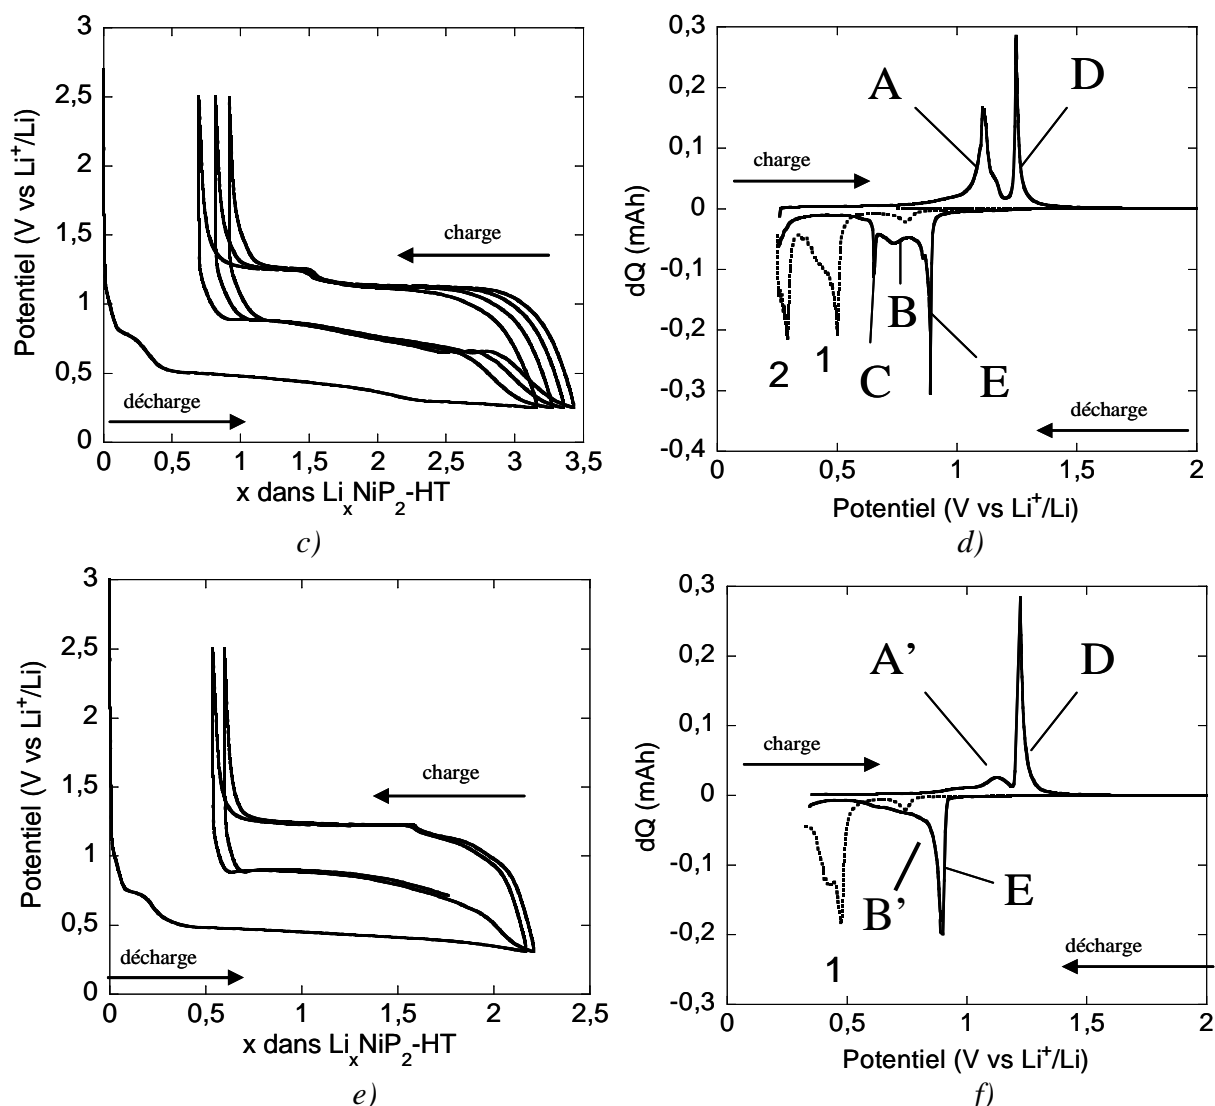 Potentiel (V vs Li⁺/Li)
3
2,5
2
1,5
1
0,5
0
charge
décharge
0 0,5 1 1,5 2 2,5 3 3,5
x dans LiₓNiP₂-HT
c)
dQ (mAh)
0,3
0,2
0,1
0
-0,1
-0,2
-0,3
-0,4
A D
charge
B
2 1 C E
décharge
0 0,5 1 1,5 2
Potentiel (V vs Li⁺/Li)
d)
Potentiel (V vs Li⁺/Li)
3
2,5
2
1,5
1
0,5
0
charge
décharge
0 0,5 1 1,5 2 2,5
x dans LiₓNiP₂-HT
e)
dQ (mAh)
0,3
0,2
0,1
0
-0,1
-0,2
-0,3
A’ D
charge
B’ E
1
décharge
0 0,5 1 1,5 2
Potentiel (V vs Li⁺/Li)
f)